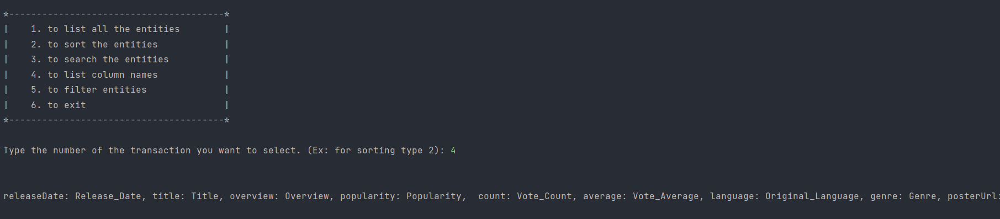 *---------------------------------------*
|    1. to list all the entities        |
|    2. to sort the entities            |
|    3. to search the entities          |
|    4. to list column names            |
|    5. to filter entities              |
|    6. to exit                         |
*---------------------------------------*
Type the number of the transaction you want to select. (Ex: for sorting type 2): 4
releaseDate: Release_Date, title: Title, overview: Overview, popularity: Popularity,  count: Vote_Count, average: Vote_Average, language: Original_Language, genre: Genre, posterUrl: